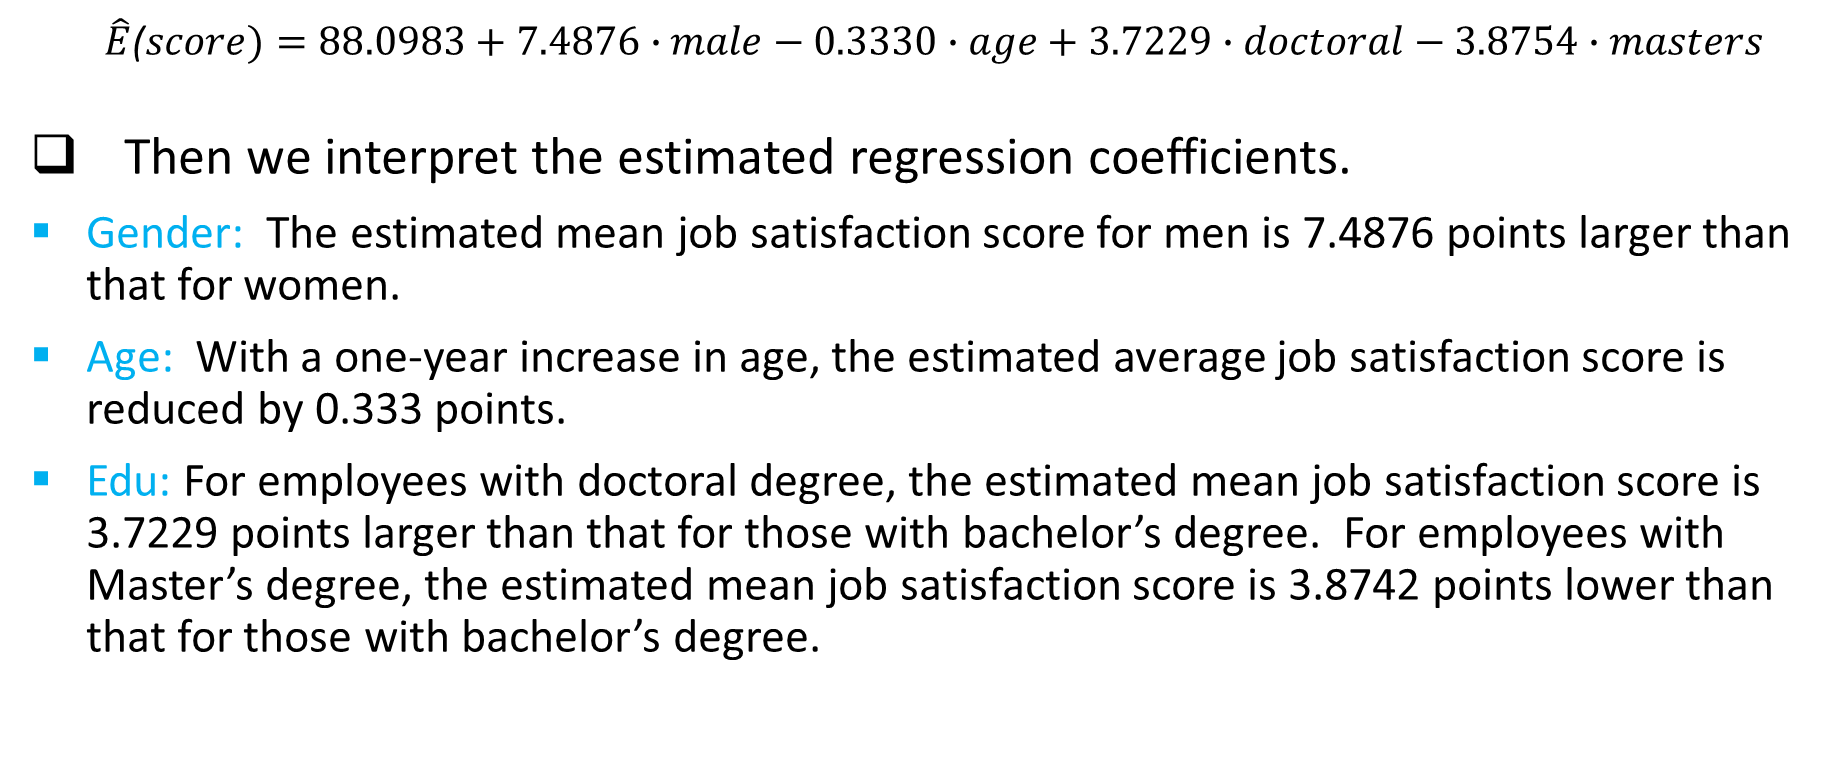 Ê(score) = 88.0983 + 7.4876 · male − 0.3330 · age + 3.7229 · doctoral − 3.8754 · masters
❑ Then we interpret the estimated regression coefficients.
▪ Gender: The estimated mean job satisfaction score for men is 7.4876 points larger than
that for women.
▪ Age: With a one-year increase in age, the estimated average job satisfaction score is
reduced by 0.333 points.
▪ Edu: For employees with doctoral degree, the estimated mean job satisfaction score is
3.7229 points larger than that for those with bachelor’s degree. For employees with
Master’s degree, the estimated mean job satisfaction score is 3.8742 points lower than
that for those with bachelor’s degree.